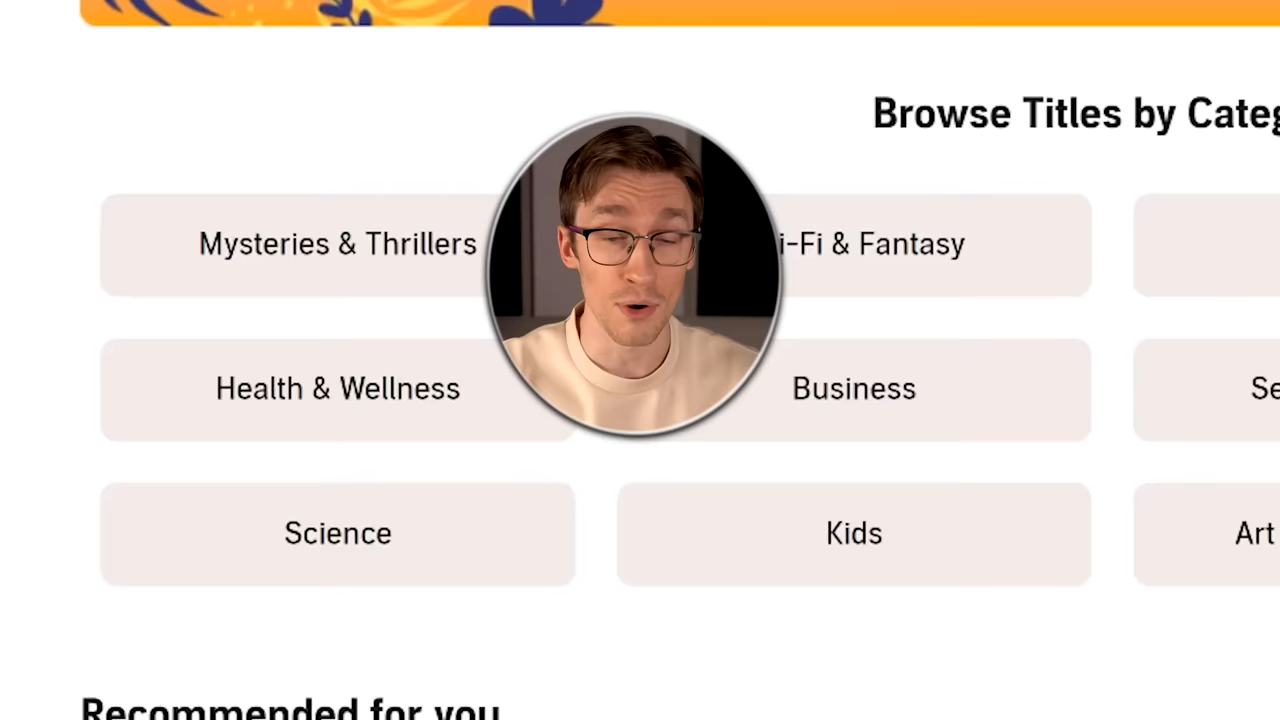 Browse Titles by Categ
Mysteries & Thrillers
i-Fi & Fantasy
Health & Wellness
Business
Se
Science
Kids
Art
Recommended for you